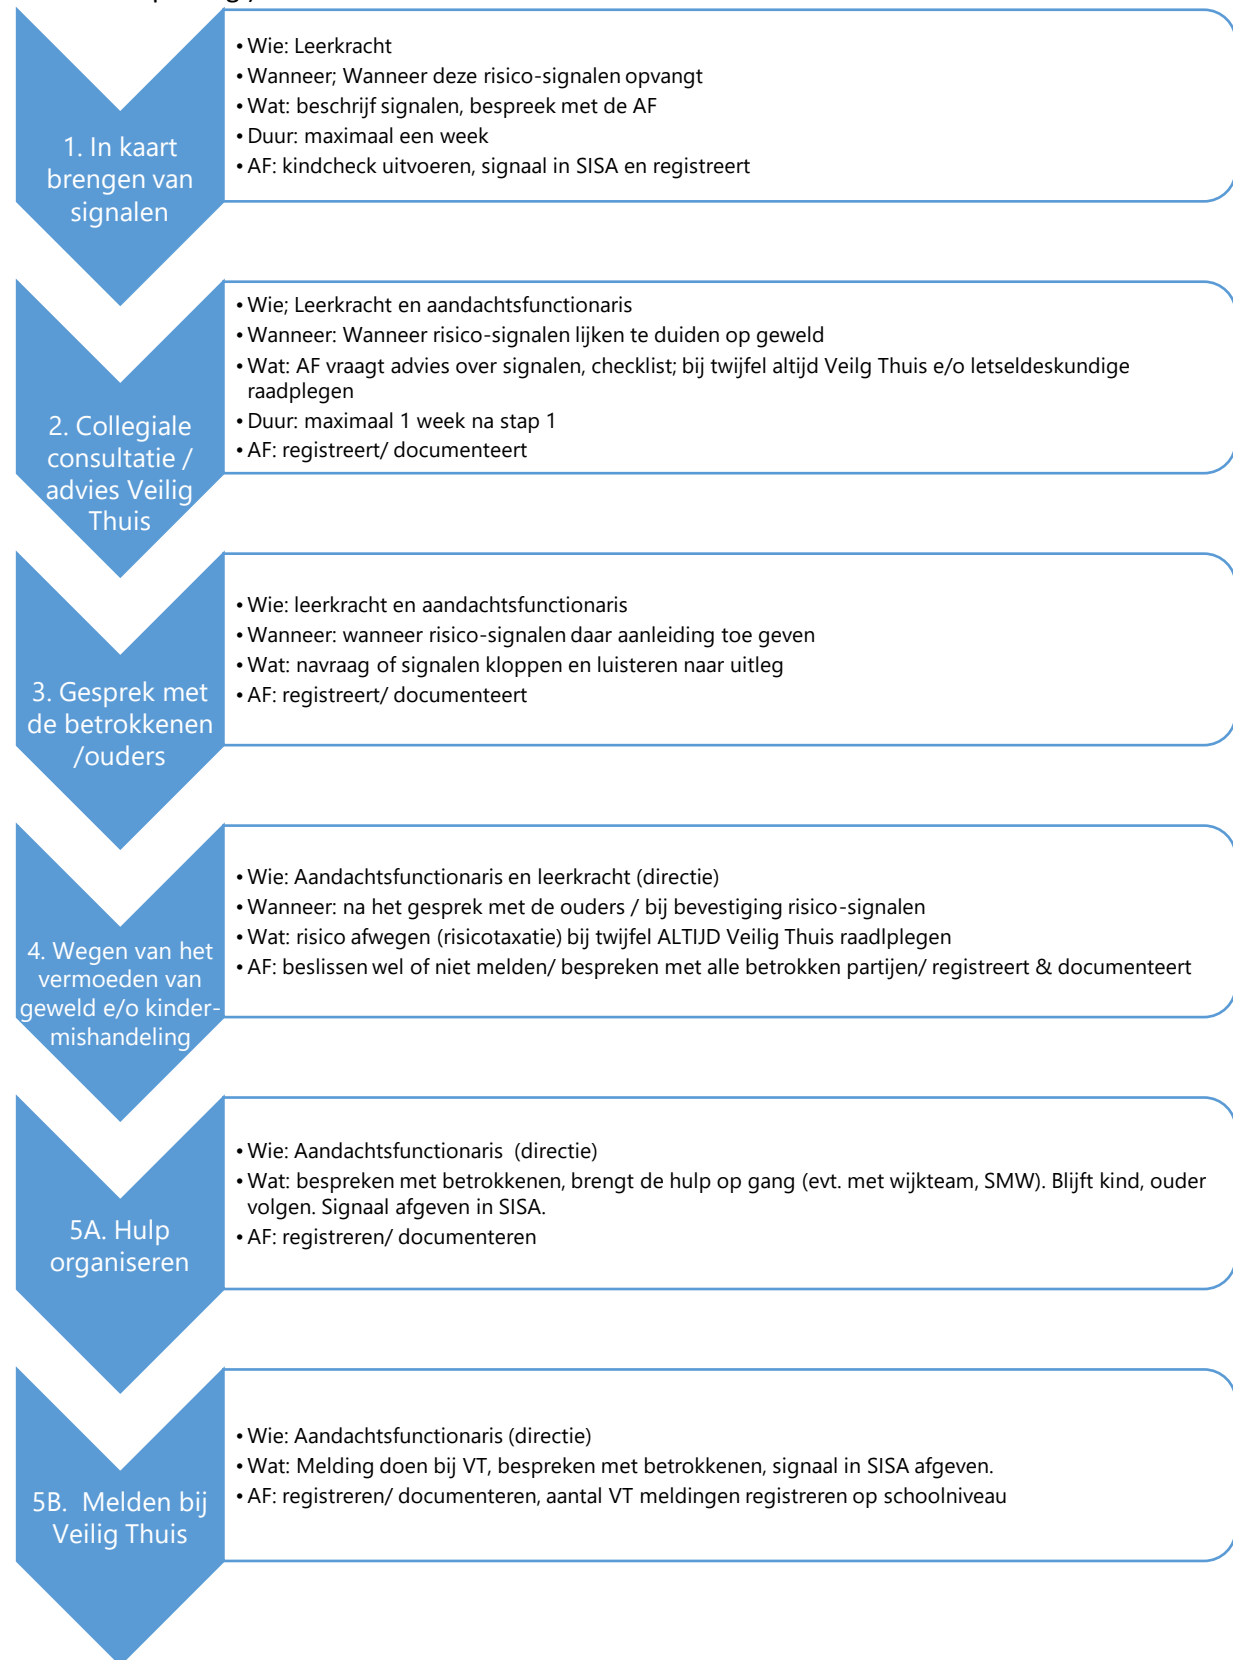 1. In kaart
brengen van
signalen
• Wie: Leerkracht
• Wanneer; Wanneer deze risico-signalen opvangt
• Wat: beschrijf signalen, bespreek met de AF
• Duur: maximaal een week
• AF: kindcheck uitvoeren, signaal in SISA en registreert
2. Collegiale
consultatie /
advies Veilig
Thuis
• Wie; Leerkracht en aandachtsfunctionaris
• Wanneer: Wanneer risico-signalen lijken te duiden op geweld
• Wat: AF vraagt advies over signalen, checklist; bij twijfel altijd Veilg Thuis e/o letseldeskundige
raadplegen
• Duur: maximaal 1 week na stap 1
• AF: registreert/ documenteert
3. Gesprek met
de betrokkenen
/ouders
• Wie: leerkracht en aandachtsfunctionaris
• Wanneer: wanneer risico-signalen daar aanleiding toe geven
• Wat: navraag of signalen kloppen en luisteren naar uitleg
• AF: registreert/ documenteert
4. Wegen van het
vermoeden van
geweld e/o kinder-
mishandeling
• Wie: Aandachtsfunctionaris en leerkracht (directie)
• Wanneer: na het gesprek met de ouders / bij bevestiging risico-signalen
• Wat: risico afwegen (risicotaxatie) bij twijfel ALTIJD Veilig Thuis raadlplegen
• AF: beslissen wel of niet melden/ bespreken met alle betrokken partijen/ registreert & documenteert
5A. Hulp
organiseren
• Wie: Aandachtsfunctionaris (directie)
• Wat: bespreken met betrokkenen, brengt de hulp op gang (evt. met wijkteam, SMW). Blijft kind, ouder
volgen. Signaal afgeven in SISA.
• AF: registreren/ documenteren
5B. Melden bij
Veilig Thuis
• Wie: Aandachtsfunctionaris (directie)
• Wat: Melding doen bij VT, bespreken met betrokkenen, signaal in SISA afgeven.
• AF: registreren/ documenteren, aantal VT meldingen registreren op schoolniveau